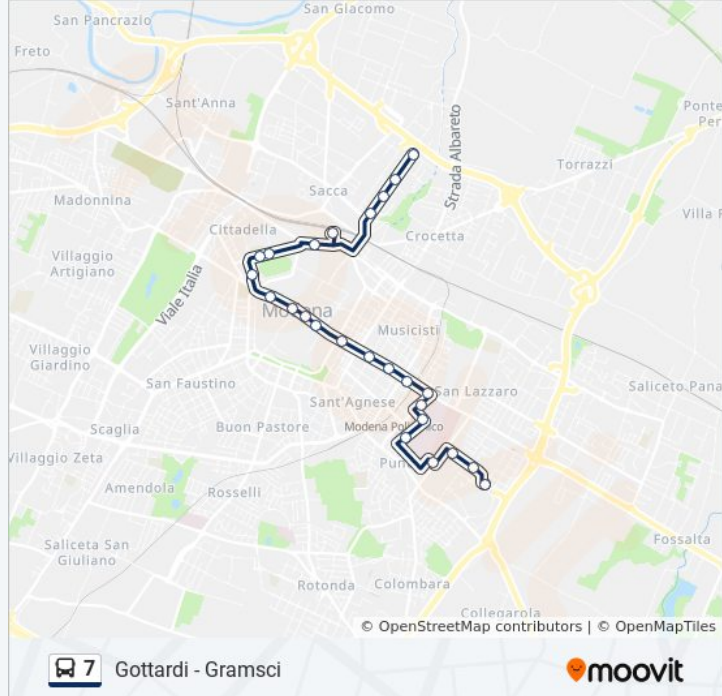 San Giacomo
San Pancrazio
Freto
Sant'Anna
Ponte
Per
Strada Albareto
Torrazzi
Sacca
Madonnina
Villa
Cittadella
Crocetta
Villaggio
Artigiano
Viale Italia
Musicisti
Villaggio
Giardino
San Faustino
San Lazzaro
Saliceto Pana
Sant'Agnese
Scaglia
Buon Pastore
Modena Pol
Villaggio Zeta
Amendola
Rosselli
Fossalta
Saliceta San
Giuliano
Rotonda
Colombara
Collegarola
© OpenStreetMap contributors | © OpenMapTiles
7 Gottardi - Gramsci
moovit